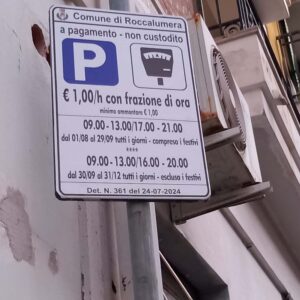 Comune di Roccalumera
a pagamento - non custodito
P
€ 1,00/h con frazione di ora
minimo ammontare € 1,00
09.00 - 13.00/17.00 - 21.00
dal 01/08 al 29/09 tutti i giorni - compreso i festivi
****
09.00 - 13.00/16.00 - 20.00
dal 30/09 al 31/12 tutti i giorni - escluso i festivi
Det. N. 361 del 24-07-2024